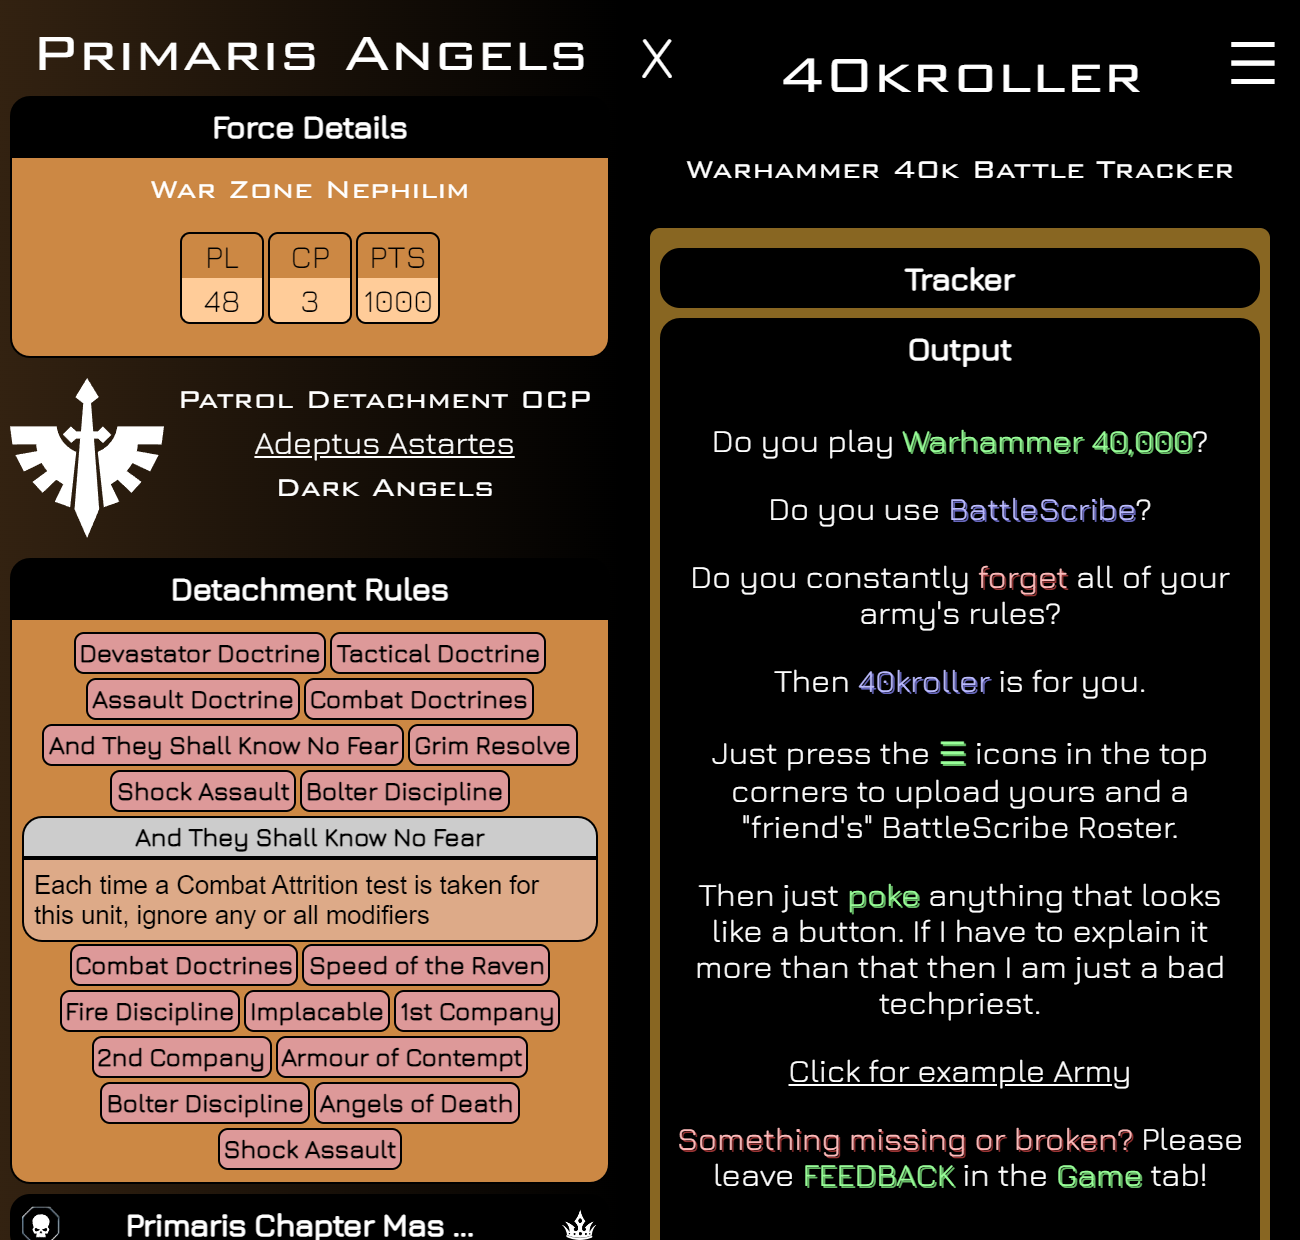 Primaris Angels
Force Details
War Zone Nephilim
PL CP PTS
48 3 1000
Patrol Detachment 0CP
Adeptus Astartes
Dark Angels
Detachment Rules
Devastator Doctrine Tactical Doctrine
Assault Doctrine Combat Doctrines
And They Shall Know No Fear Grim Resolve
Shock Assault Bolter Discipline
And They Shall Know No Fear
Each time a Combat Attrition test is taken for
this unit, ignore any or all modifiers
Combat Doctrines Speed of the Raven
Fire Discipline Implacable 1st Company
2nd Company Armour of Contempt
Bolter Discipline Angels of Death
Shock Assault
Primaris Chapter Mas ...
X
40kroller
Warhammer 40k Battle Tracker
Tracker
Output
Do you play Warhammer 40,000?
Do you use BattleScribe?
Do you constantly forget all of your
army's rules?
Then 40kroller is for you.
Just press the ☰ icons in the top
corners to upload yours and a
"friend's" BattleScribe Roster.
Then just poke anything that looks
like a button. If I have to explain it
more than that then I am just a bad
techpriest.
Click for example Army
Something missing or broken? Please
leave FEEDBACK in the Game tab!